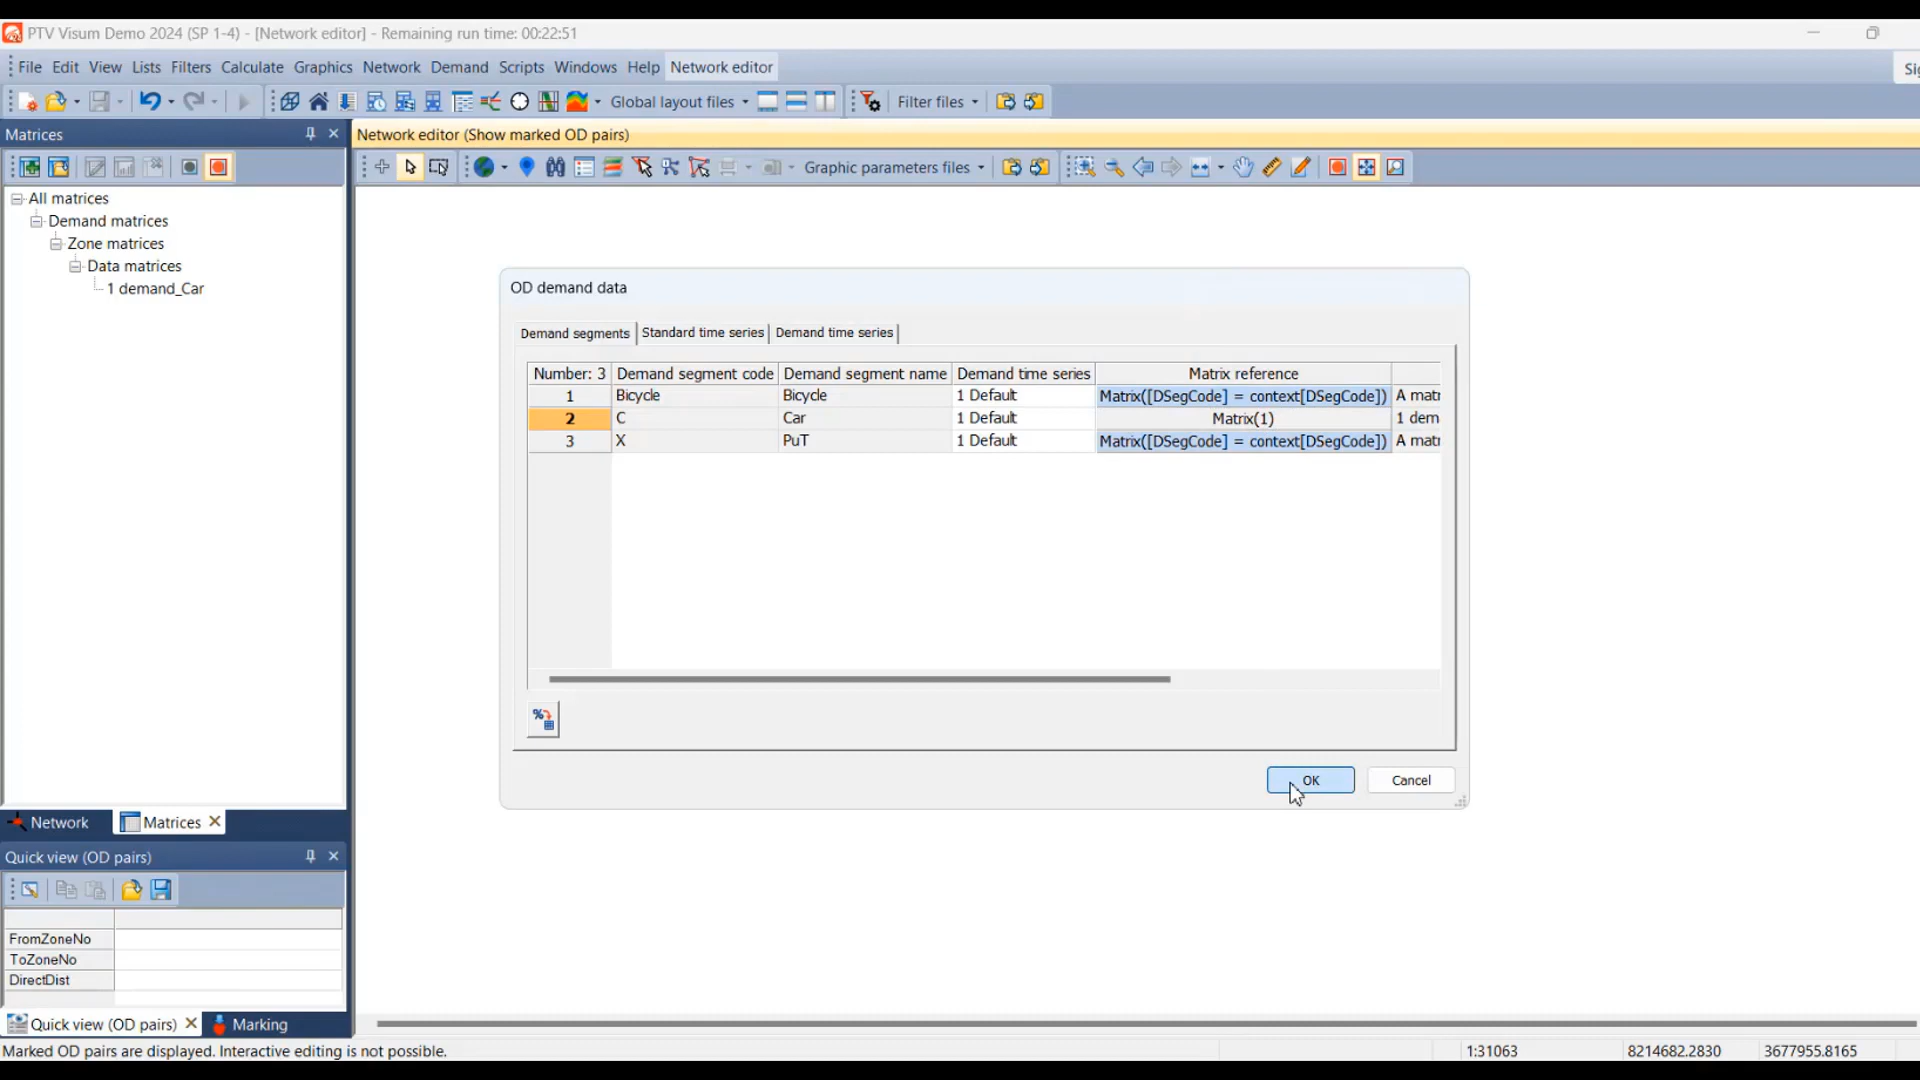 PTV Visum Demo 2024 (SP 1-4) - [Network editor] - Remaining run time: 00:22:51
File Edit View Lists Filters Calculate Graphics Network Demand Scripts Windows Help Network editor
Global layout files Filter files
Matrices
Network editor (Show marked OD pairs)
Graphic parameters files
All matrices
Demand matrices
Zone matrices
Data matrices
1 demand_Car
OD demand data
Demand segments Standard time series Demand time series
Number: 3 Demand segment code Demand segment name Demand time series Matrix reference
1 Bicycle Bicycle 1 Default Matrix([DSegCode] = context[DSegCode]) A matr
2 C Car 1 Default Matrix(1) 1 dem
3 X PuT 1 Default Matrix([DSegCode] = context[DSegCode]) A matr
OK Cancel
Network Matrices
Quick view (OD pairs)
FromZoneNo
ToZoneNo
DirectDist
Quick view (OD pairs) Marking
Marked OD pairs are displayed. Interactive editing is not possible. 1:31063 8214682.2830 3677955.8165